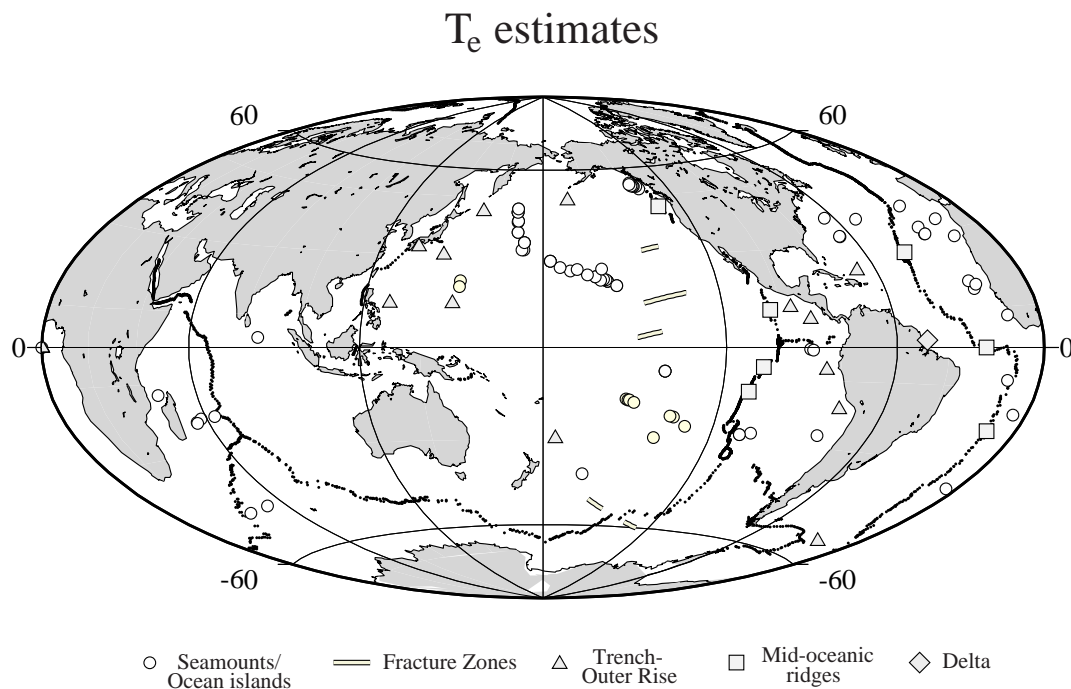 Te estimates
60 60
0 0
-60 -60
Seamounts/
Ocean islands
Fracture Zones
Trench-
Outer Rise
Mid-oceanic
ridges
Delta